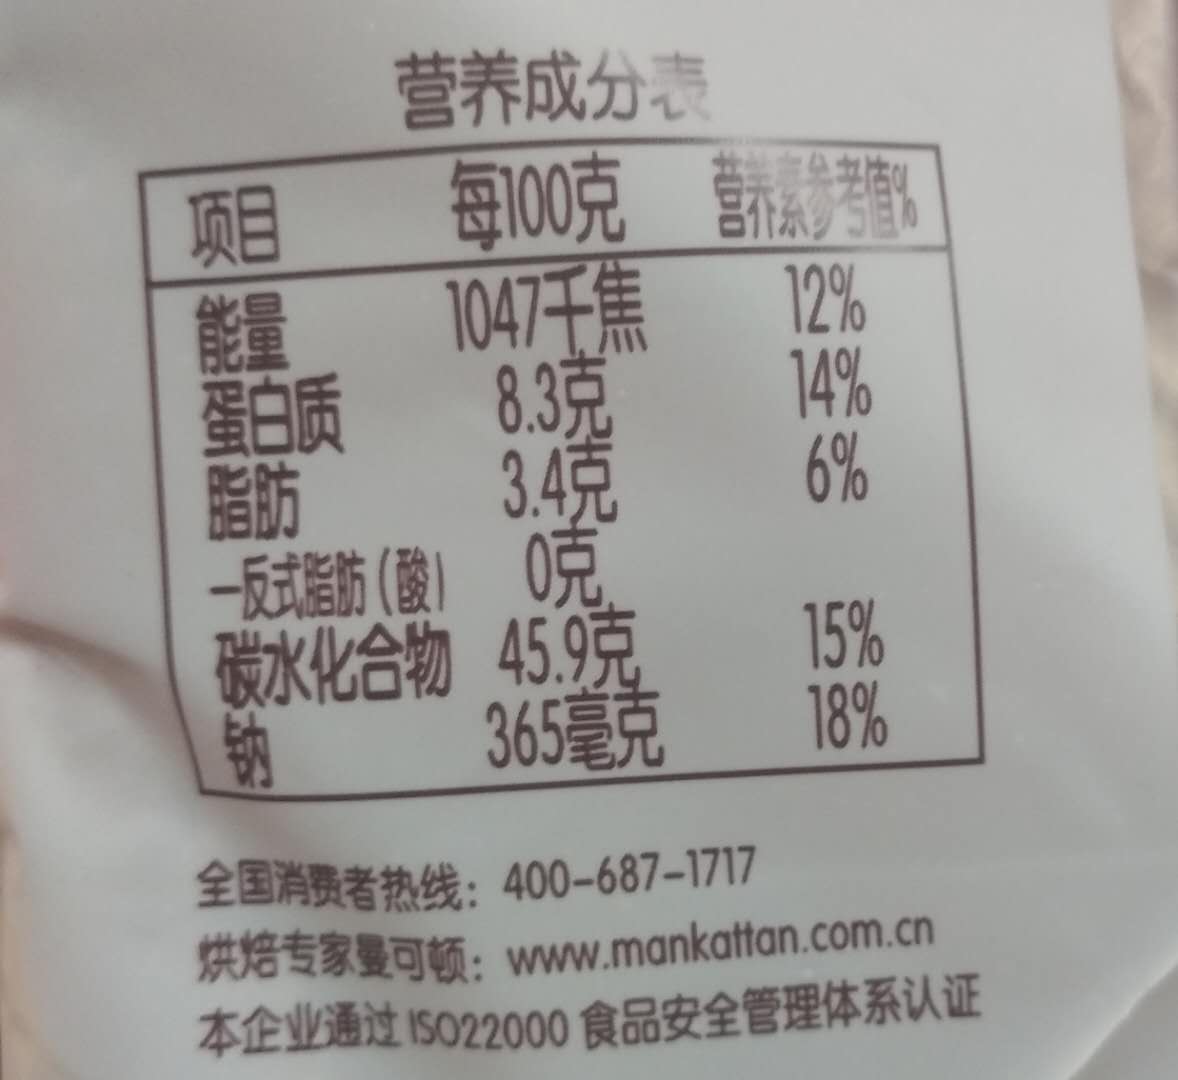 营养成分表
项目 每100克 营养素参考值%
能量 1047千焦 12%
蛋白质 8.3克 14%
脂肪 3.4克 6%
一反式脂肪（酸） 0克
碳水化合物 45.9克 15%
钠 365毫克 18%
全国消费者热线：400-687-1717
烘焙专家曼可顿：www.mankattan.com.cn
本企业通过ISO22000食品安全管理体系认证